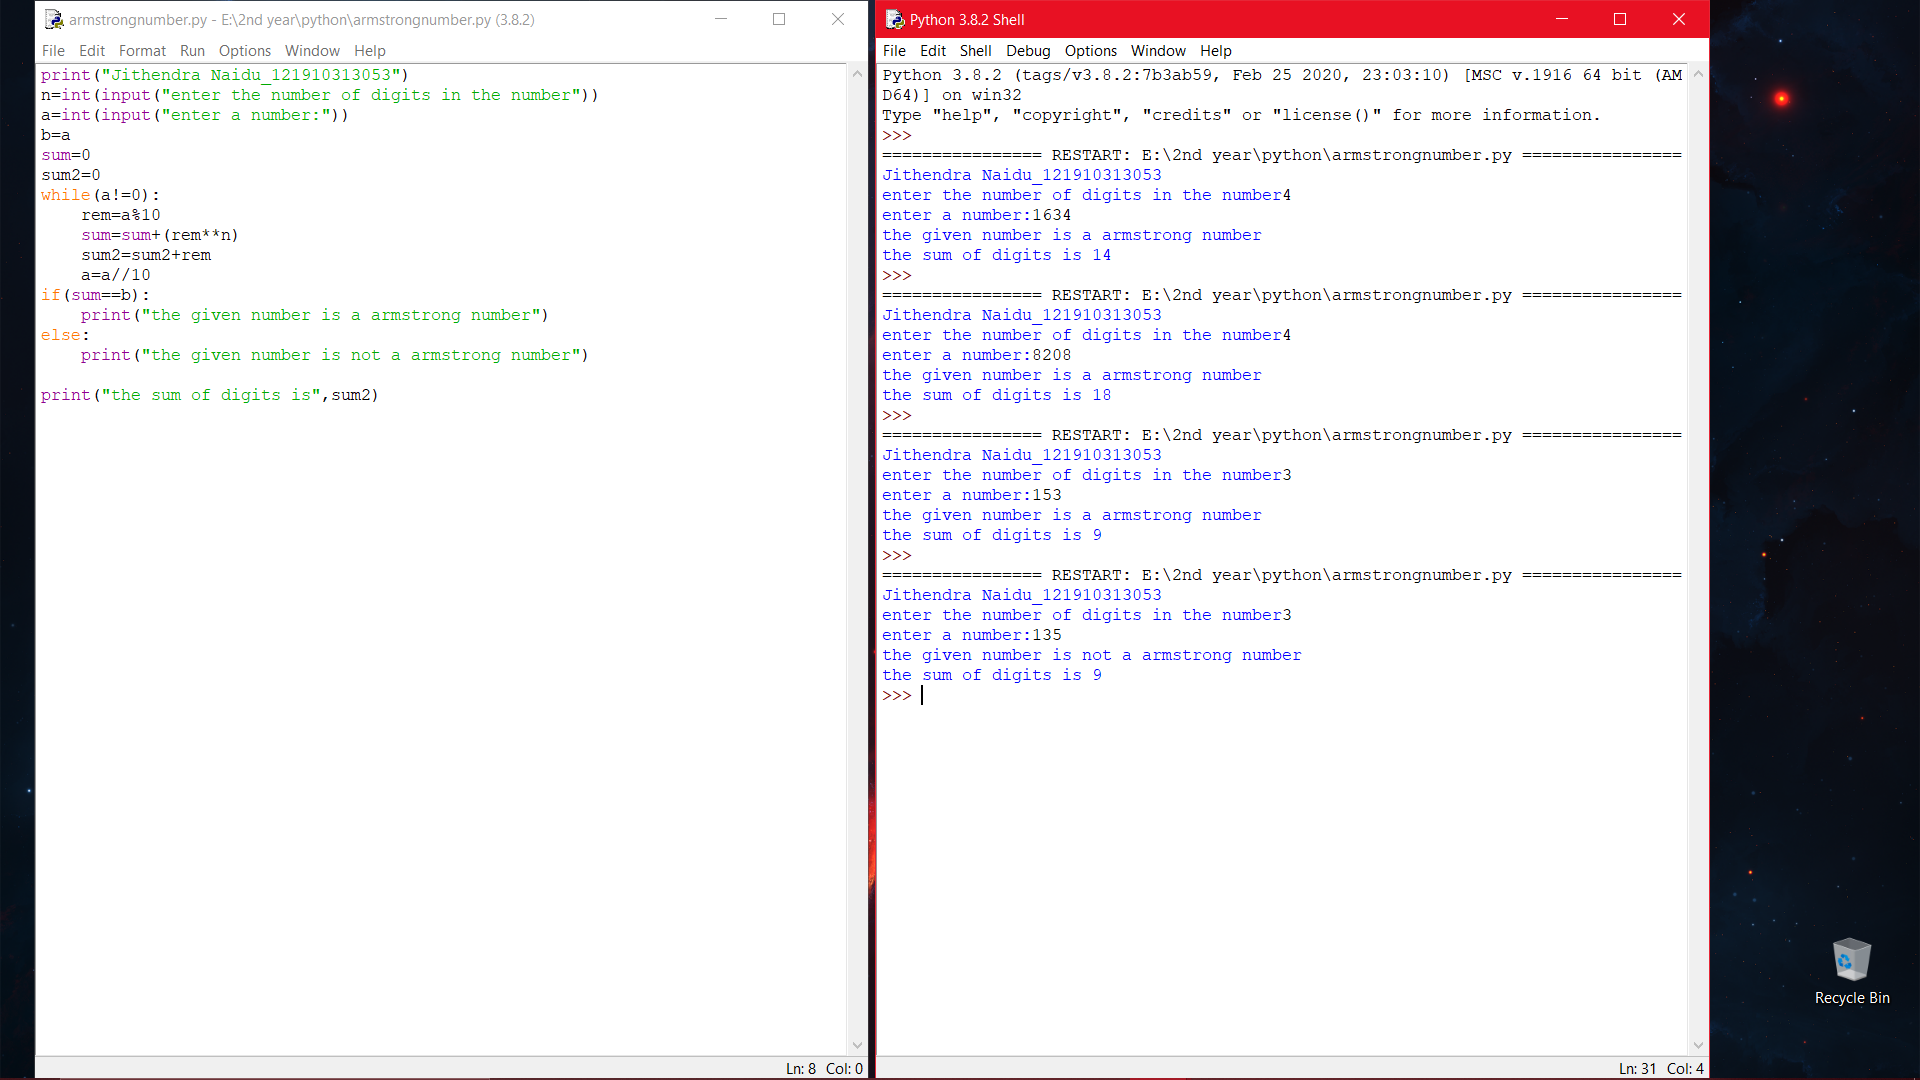 armstrongnumber.py - E:\2nd year\python\armstrongnumber.py (3.8.2)
File Edit Format Run Options Window Help
print("Jithendra Naidu_121910313053")
n=int(input("enter the number of digits in the number"))
a=int(input("enter a number:"))
b=a
sum=0
sum2=0
while(a!=0):
    rem=a%10
    sum=sum+(rem**n)
    sum2=sum2+rem
    a=a//10
if(sum==b):
    print("the given number is a armstrong number")
else:
    print("the given number is not a armstrong number")
print("the sum of digits is",sum2)
Ln: 8 Col: 0
Python 3.8.2 Shell
File Edit Shell Debug Options Window Help
Python 3.8.2 (tags/v3.8.2:7b3ab59, Feb 25 2020, 23:03:10) [MSC v.1916 64 bit (AM
D64)] on win32
Type "help", "copyright", "credits" or "license()" for more information.
>>>
================ RESTART: E:\2nd year\python\armstrongnumber.py ================
Jithendra Naidu_121910313053
enter the number of digits in the number4
enter a number:1634
the given number is a armstrong number
the sum of digits is 14
>>>
================ RESTART: E:\2nd year\python\armstrongnumber.py ================
Jithendra Naidu_121910313053
enter the number of digits in the number4
enter a number:8208
the given number is a armstrong number
the sum of digits is 18
>>>
================ RESTART: E:\2nd year\python\armstrongnumber.py ================
Jithendra Naidu_121910313053
enter the number of digits in the number3
enter a number:153
the given number is a armstrong number
the sum of digits is 9
>>>
================ RESTART: E:\2nd year\python\armstrongnumber.py ================
Jithendra Naidu_121910313053
enter the number of digits in the number3
enter a number:135
the given number is not a armstrong number
the sum of digits is 9
>>>
Ln: 31 Col: 4
Recycle Bin